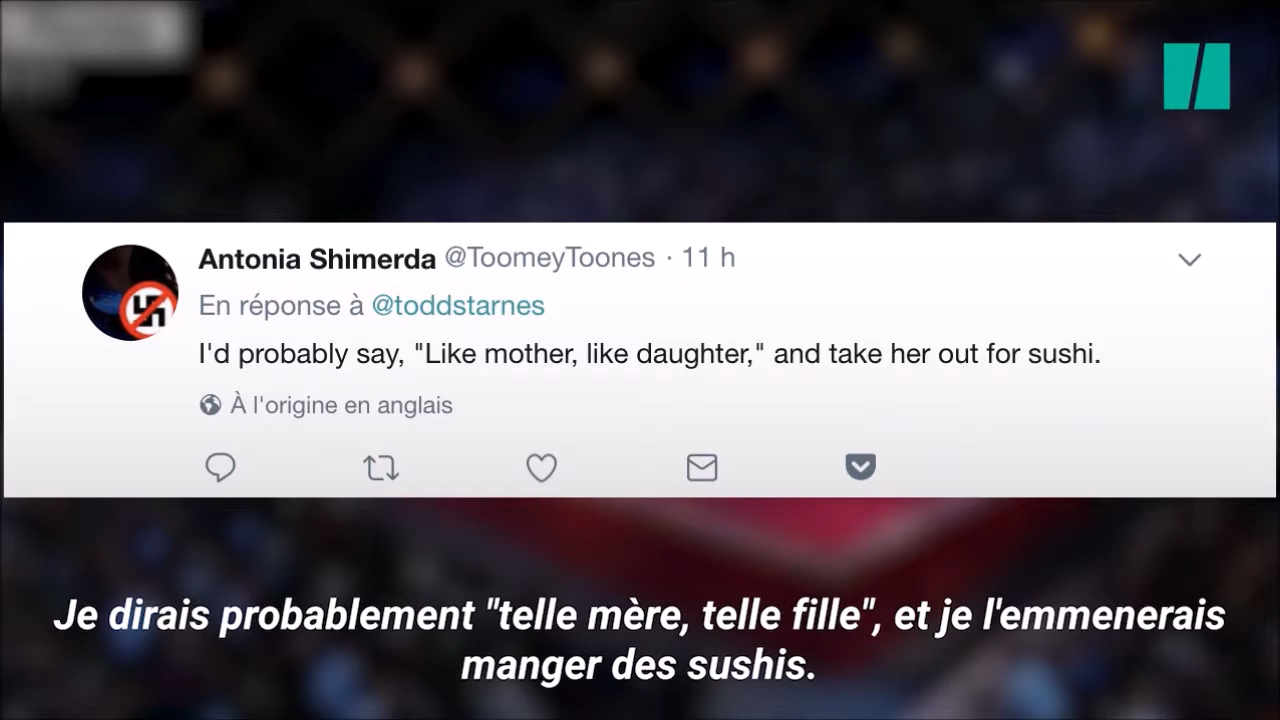 Antonia Shimerda @ToomeyToones · 11 h
En réponse à @toddstarnes
I'd probably say, "Like mother, like daughter," and take her out for sushi.
À l'origine en anglais
Je dirais probablement "telle mère, telle fille", et je l'emmenerais
manger des sushis.